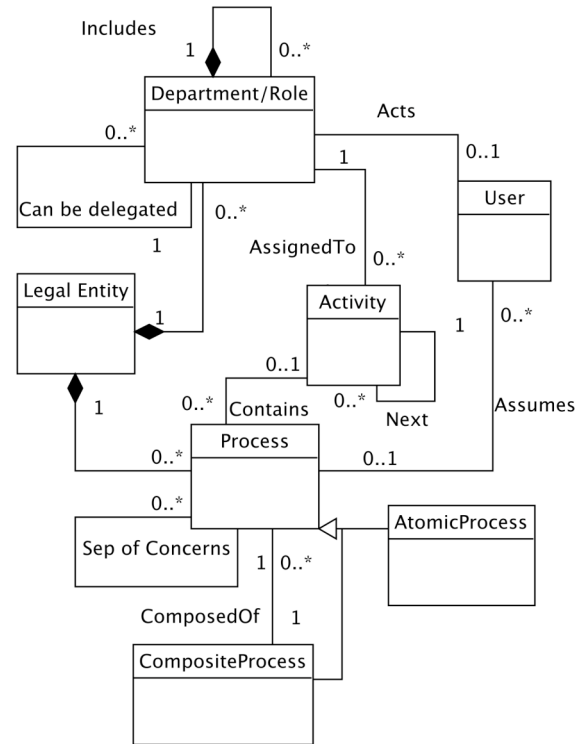 Includes
1
0..*
Department/Role
0..*
Acts
1
0..1
Can be delegated
0..*
User
1
AssignedTo
Legal Entity
0..*
Activity
1
1
0..*
0..1
1
0..*
0..*
Contains
Next
Assumes
Process
0..*
0..1
0..*
AtomicProcess
Sep of Concerns
1
0..*
ComposedOf
1
CompositeProcess